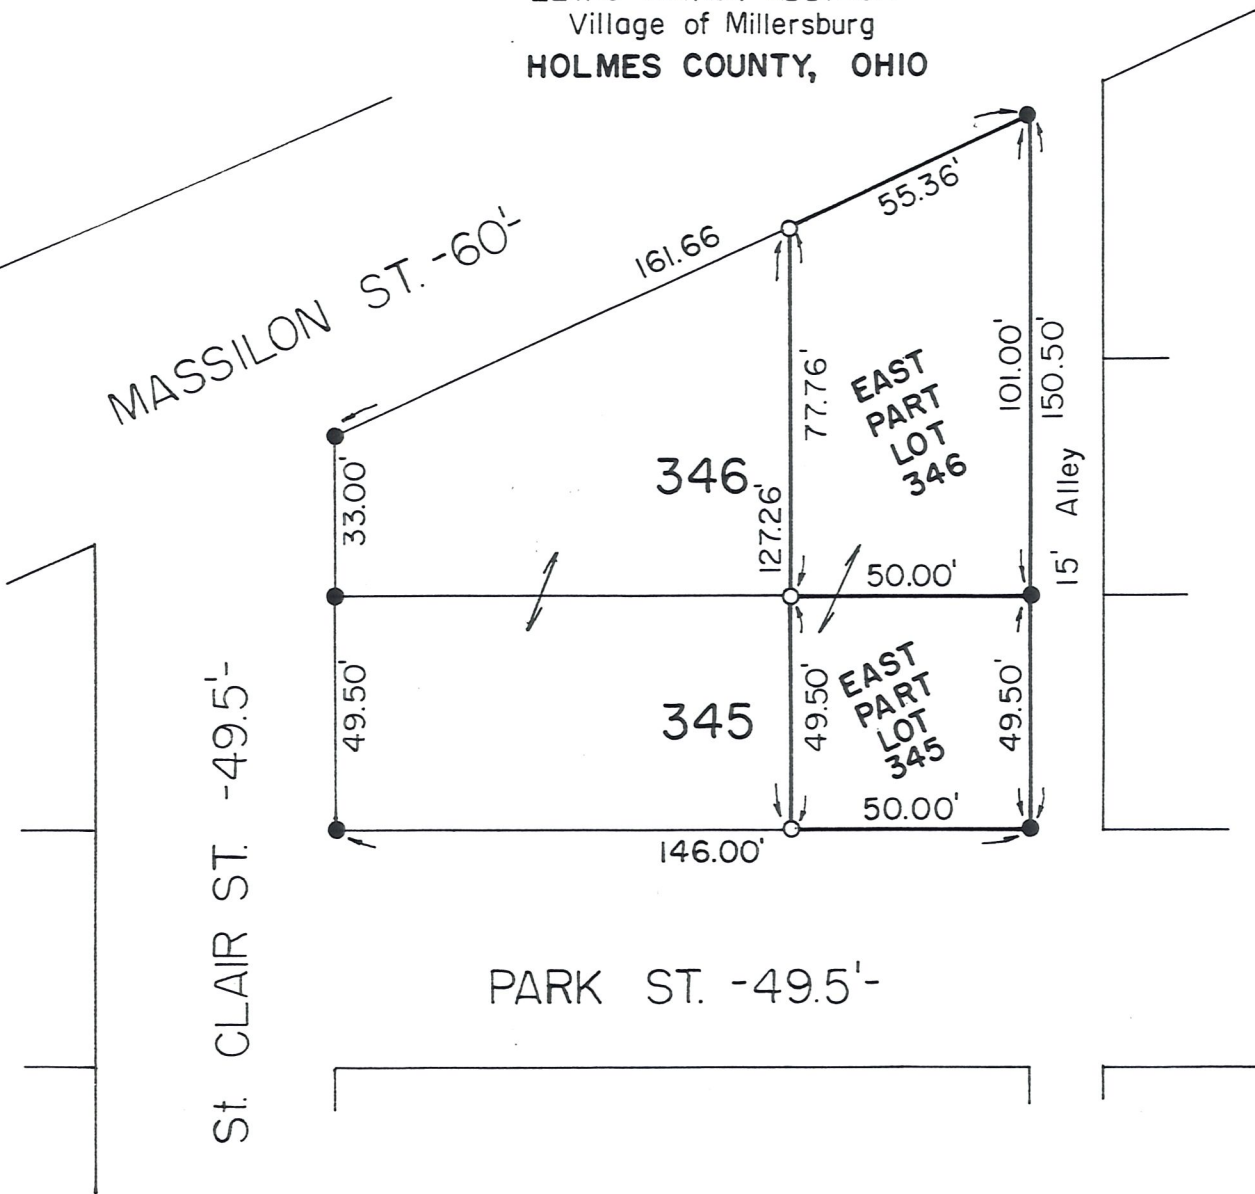 Village of Millersburg
HOLMES COUNTY, OHIO
55.36'
161.66
MASSILON ST. -60'-
77.76'
EAST
PART
LOT
346
101.00'
150.50'
33.00'
346
127.26'
50.00'
15' Alley
49.50'
345
49.50'
EAST
PART
LOT
345
49.50'
50.00'
146.00'
St. CLAIR ST. -49.5'-
PARK ST. -49.5'-